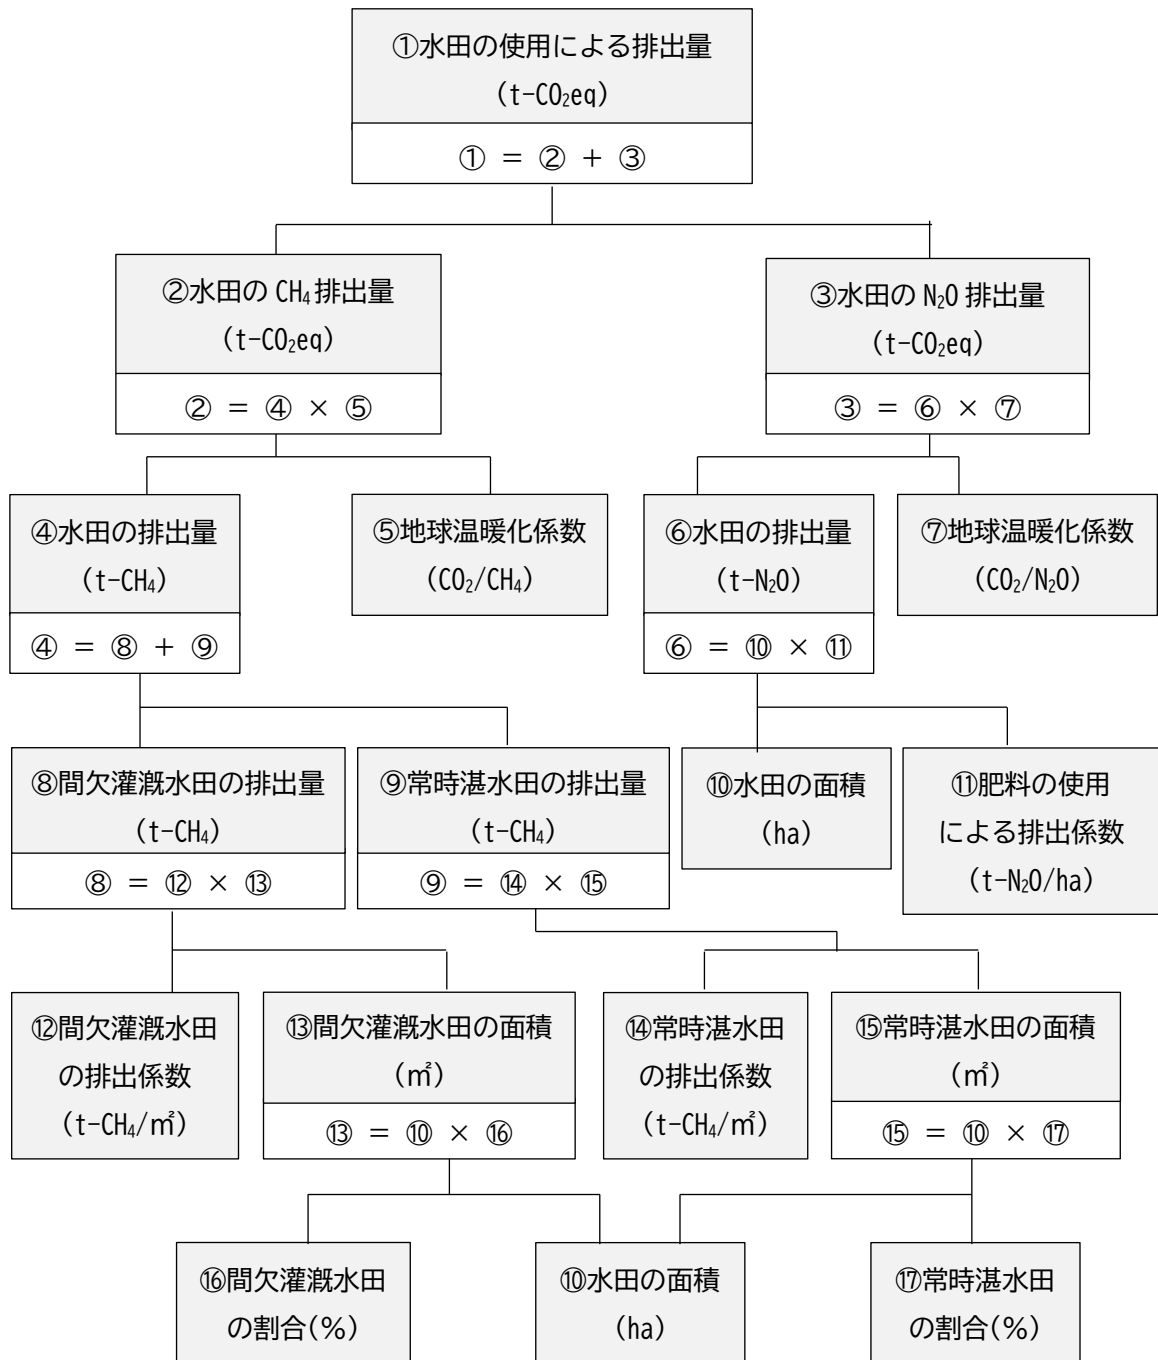 ①水田の使用による排出量
(t-CO₂eq)
① = ② + ③
②水田の CH₄排出量
(t-CO₂eq)
② = ④ × ⑤
③水田の N₂O 排出量
(t-CO₂eq)
③ = ⑥ × ⑦
④水田の排出量
(t-CH₄)
④ = ⑧ + ⑨
⑤地球温暖化係数
(CO₂/CH₄)
⑥水田の排出量
(t-N₂O)
⑥ = ⑩ × ⑪
⑦地球温暖化係数
(CO₂/N₂O)
⑧間欠灌漑水田の排出量
(t-CH₄)
⑧ = ⑫ × ⑬
⑨常時湛水田の排出量
(t-CH₄)
⑨ = ⑭ × ⑮
⑩水田の面積
(ha)
⑪肥料の使用
による排出係数
(t-N₂O/ha)
⑫間欠灌漑水田
の排出係数
(t-CH₄/㎡)
⑬間欠灌漑水田の面積
(㎡)
⑬ = ⑩ × ⑯
⑭常時湛水田
の排出係数
(t-CH₄/㎡)
⑮常時湛水田の面積
(㎡)
⑮ = ⑩ × ⑰
⑯間欠灌漑水田
の割合(%)
⑩水田の面積
(ha)
⑰常時湛水田
の割合(%)